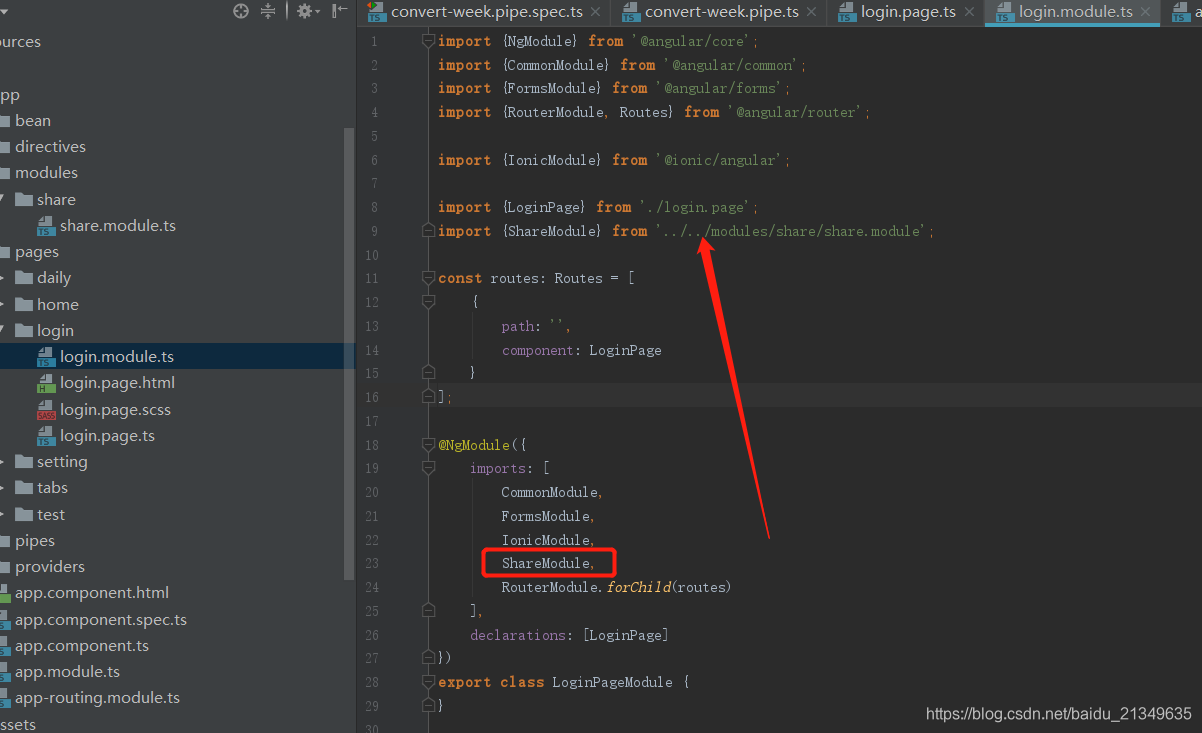 convert-week.pipe.spec.ts
convert-week.pipe.ts
login.page.ts
login.module.ts
ources
pp
bean
directives
modules
share
share.module.ts
pages
daily
home
login
login.module.ts
login.page.html
login.page.scss
login.page.ts
setting
tabs
test
pipes
providers
app.component.html
app.component.spec.ts
app.component.ts
app.module.ts
app-routing.module.ts
ssets
1 import {NgModule} from '@angular/core';
2 import {CommonModule} from '@angular/common';
3 import {FormsModule} from '@angular/forms';
4 import {RouterModule, Routes} from '@angular/router';
5
6 import {IonicModule} from '@ionic/angular';
7
8 import {LoginPage} from './login.page';
9 import {ShareModule} from '../../modules/share/share.module';
10
11 const routes: Routes = [
12 {
13 path: '',
14 component: LoginPage
15 }
16 ];
17
18 @NgModule({
19 imports: [
20 CommonModule,
21 FormsModule,
22 IonicModule,
23 ShareModule,
24 RouterModule.forChild(routes)
25 ],
26 declarations: [LoginPage]
27 })
28 export class LoginPageModule {
29 }
30
https://blog.csdn.net/baidu_21349635